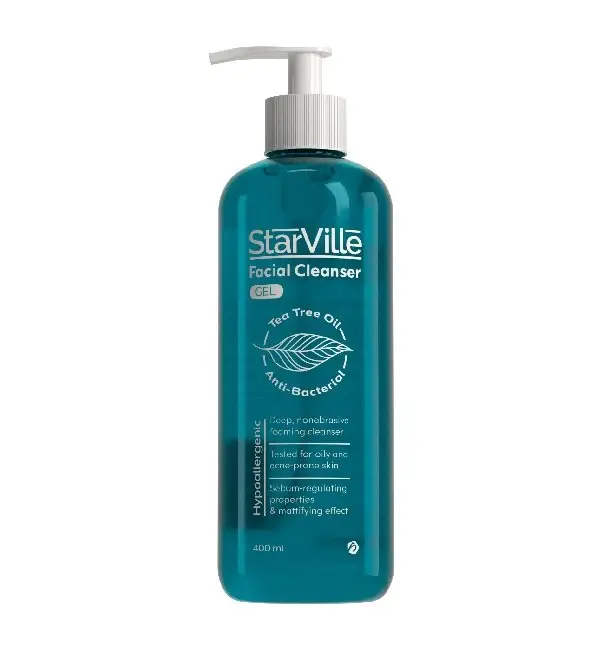 StarVille
Facial Cleanser
GEL
Tea Tree Oil
Anti-Bacterial
Hypoallergenic
Deep, nonabrasive
foaming cleanser
Tested for oily and
acne-prone skin
Sebum-regulating
properties
& mattifying effect
400 ml